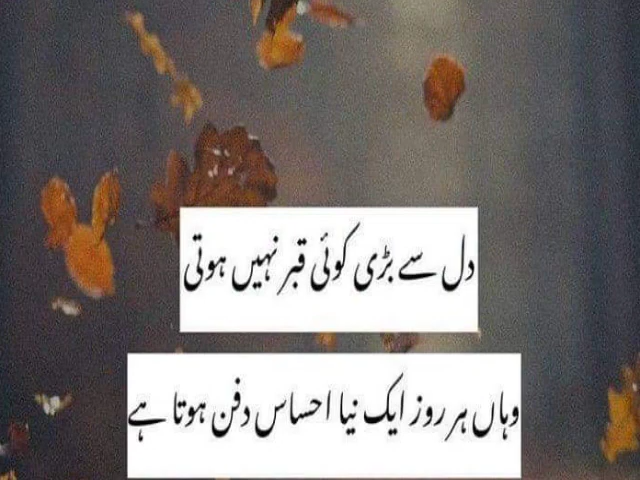 دل سے بڑی کوئی قبر نہیں ہوتی
وہاں ہر روز ایک نیا احساس دفن ہوتا ہے